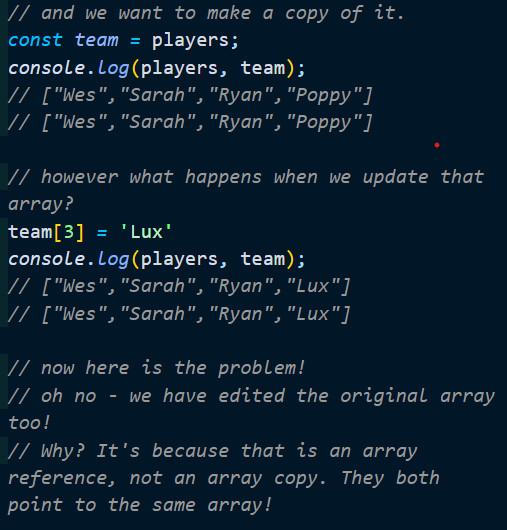 // and we want to make a copy of it.
const team = players;
console.log(players, team);
// ["Wes","Sarah","Ryan","Poppy"]
// ["Wes","Sarah","Ryan","Poppy"]
// however what happens when we update that
array?
team[3] = 'Lux'
console.log(players, team);
// ["Wes","Sarah","Ryan","Lux"]
// ["Wes","Sarah","Ryan","Lux"]
// now here is the problem!
// oh no - we have edited the original array
too!
// Why? It's because that is an array
reference, not an array copy. They both
point to the same array!